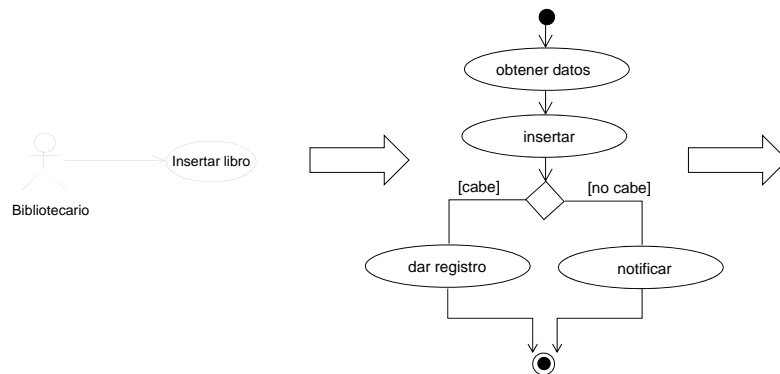 obtener datos
insertar
Insertar libro
Bibliotecario
[cabe]
[no cabe]
dar registro
notificar